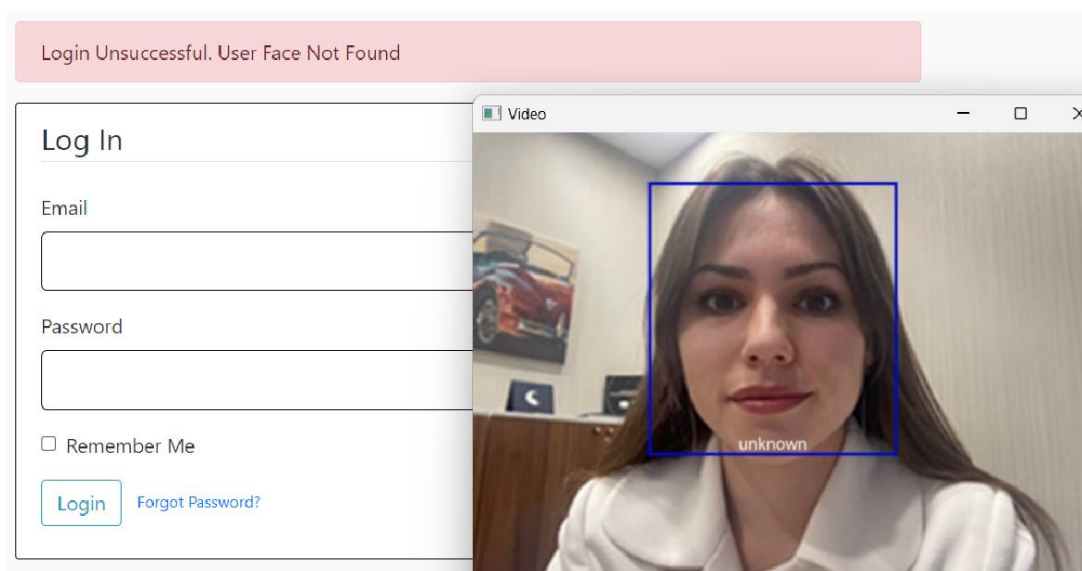 Login Unsuccessful. User Face Not Found
Video
Log In
Email
Password
Remember Me
Login
Forgot Password?
unknown